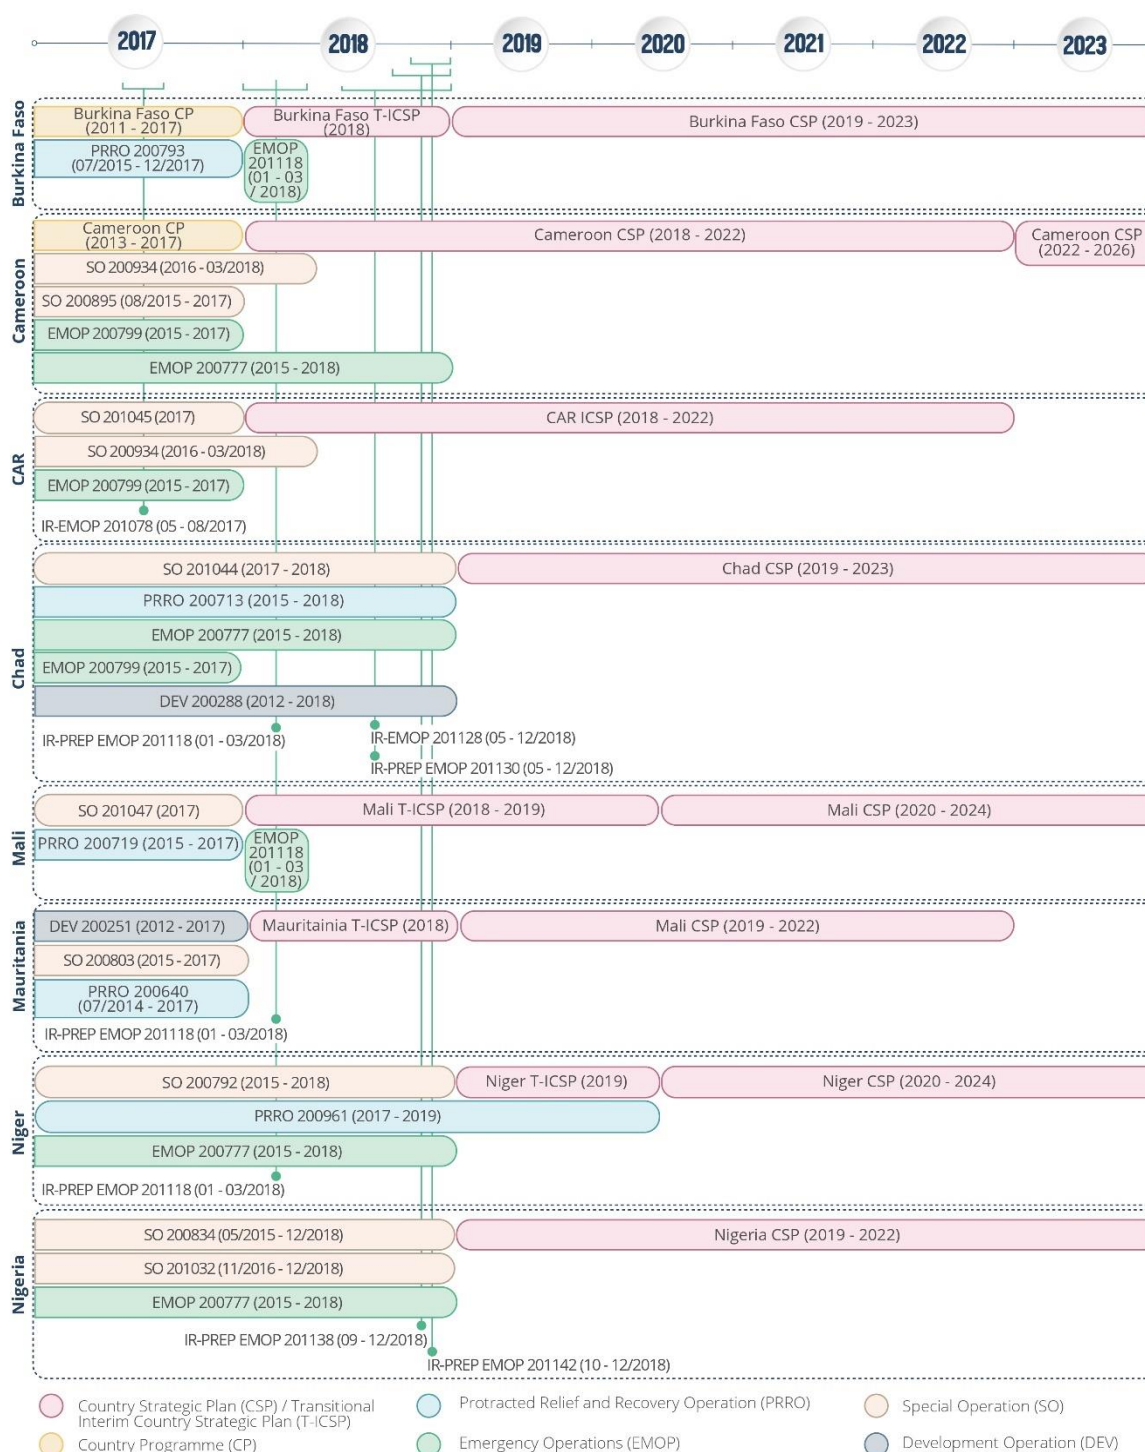 2017
2018
2019
2020
2021
2022
2023
Burkina Faso
Burkina Faso CP
(2011 - 2017)
Burkina Faso T-ICSP
(2018)
Burkina Faso CSP (2019 - 2023)
PRRO 200793
(07/2015 - 12/2017)
EMOP
201118
(01 - 03
/ 2018)
Cameroon
Cameroon CP
(2013 - 2017)
Cameroon CSP (2018 - 2022)
Cameroon CSP
(2022 - 2026)
SO 200934 (2016 - 03/2018)
SO 200895 (08/2015 - 2017)
EMOP 200799 (2015 - 2017)
EMOP 200777 (2015 - 2018)
CAR
SO 201045 (2017)
CAR ICSP (2018 - 2022)
SO 200934 (2016 - 03/2018)
EMOP 200799 (2015 - 2017)
IR-EMOP 201078 (05 - 08/2017)
Chad
SO 201044 (2017 - 2018)
Chad CSP (2019 - 2023)
PRRO 200713 (2015 - 2018)
EMOP 200777 (2015 - 2018)
EMOP 200799 (2015 - 2017)
DEV 200288 (2012 - 2018)
IR-PREP EMOP 201118 (01 - 03/2018)
IR-EMOP 201128 (05 - 12/2018)
IR-PREP EMOP 201130 (05 - 12/2018)
Mali
SO 201047 (2017)
Mali T-ICSP (2018 - 2019)
Mali CSP (2020 - 2024)
PRRO 200719 (2015 - 2017)
EMOP
201118
(01 - 03
/ 2018)
Mauritania
DEV 200251 (2012 - 2017)
Mauritainia T-ICSP (2018)
Mali CSP (2019 - 2022)
SO 200803 (2015 - 2017)
PRRO 200640
(07/2014 - 2017)
IR-PREP EMOP 201118 (01 - 03/2018)
Niger
SO 200792 (2015 - 2018)
Niger T-ICSP (2019)
Niger CSP (2020 - 2024)
PRRO 200961 (2017 - 2019)
EMOP 200777 (2015 - 2018)
IR-PREP EMOP 201118 (01 - 03/2018)
Nigeria
SO 200834 (05/2015 - 12/2018)
Nigeria CSP (2019 - 2022)
SO 201032 (11/2016 - 12/2018)
EMOP 200777 (2015 - 2018)
IR-PREP EMOP 201138 (09 - 12/2018)
IR-PREP EMOP 201142 (10 - 12/2018)
Country Strategic Plan (CSP) / Transitional
Interim Country Strategic Plan (T-ICSP)
Protracted Relief and Recovery Operation (PRRO)
Special Operation (SO)
Country Programme (CP)
Emergency Operations (EMOP)
Development Operation (DEV)